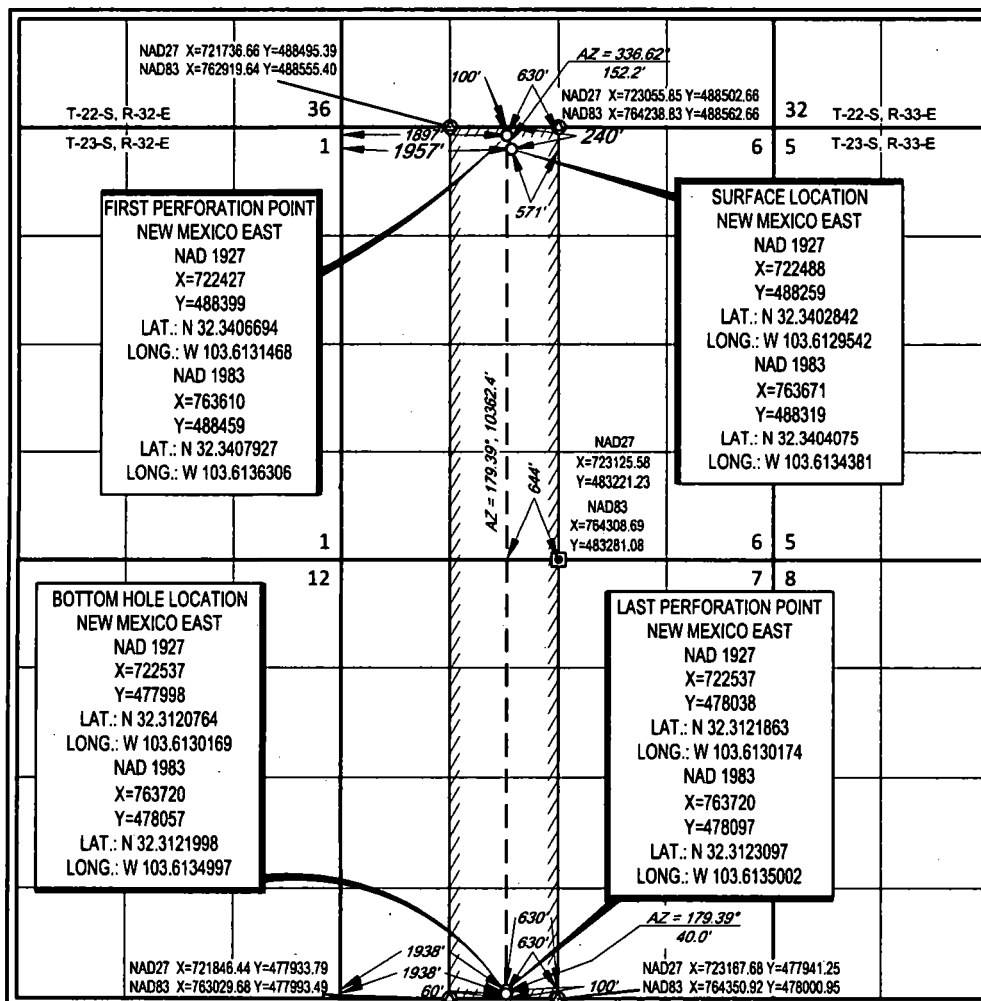 NAD27 X=721736.66 Y=488495.39
NAD83 X=762919.64 Y=488555.40
AZ = 336.62°
152.2'
100'
630'
NAD27 X=723055.85 Y=488502.66
NAD83 X=764238.83 Y=488562.66
T-22-S, R-32-E
36
32
T-22-S, R-33-E
T-23-S, R-32-E
1
1897'
240'
6
5
T-23-S, R-33-E
1957'
571'
FIRST PERFORATION POINT
NEW MEXICO EAST
NAD 1927
X=722427
Y=488399
LAT.: N 32.3406694
LONG.: W 103.6131468
NAD 1983
X=763610
Y=488459
LAT.: N 32.3407927
LONG.: W 103.6136306
SURFACE LOCATION
NEW MEXICO EAST
NAD 1927
X=722488
Y=488259
LAT.: N 32.3402842
LONG.: W 103.6129542
NAD 1983
X=763671
Y=488319
LAT.: N 32.3404075
LONG.: W 103.6134381
AZ = 179.39°, 10362.4'
644'
NAD27
X=723125.58
Y=483221.23
NAD83
X=764308.69
Y=483281.08
1
6
5
12
7
8
BOTTOM HOLE LOCATION
NEW MEXICO EAST
NAD 1927
X=722537
Y=477998
LAT.: N 32.3120764
LONG.: W 103.6130169
NAD 1983
X=763720
Y=478057
LAT.: N 32.3121998
LONG.: W 103.6134997
LAST PERFORATION POINT
NEW MEXICO EAST
NAD 1927
X=722537
Y=478038
LAT.: N 32.3121863
LONG.: W 103.6130174
NAD 1983
X=763720
Y=478097
LAT.: N 32.3123097
LONG.: W 103.6135002
630'
AZ = 179.39°
40.0'
630'
1938'
1938'
60'
100'
NAD27 X=721846.44 Y=477933.79
NAD83 X=763029.68 Y=477993.49
NAD27 X=723167.68 Y=477941.25
NAD83 X=764350.92 Y=478000.95